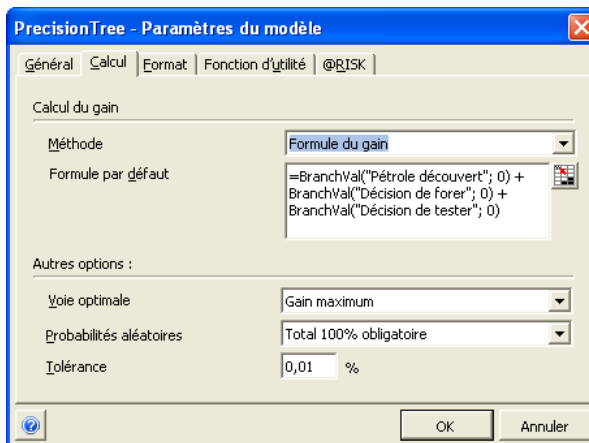 PrecisionTree - Paramètres du modèle
Général Calcul Format Fonction d'utilité @RISK
Calcul du gain
Méthode Formule du gain
Formule par défaut =BranchVal("Pétrole découvert"; 0) +
BranchVal("Décision de forer"; 0) +
BranchVal("Décision de tester"; 0)
Autres options :
Voie optimale Gain maximum
Probabilités aléatoires Total 100% obligatoire
Tolérance 0,01 %
OK Annuler